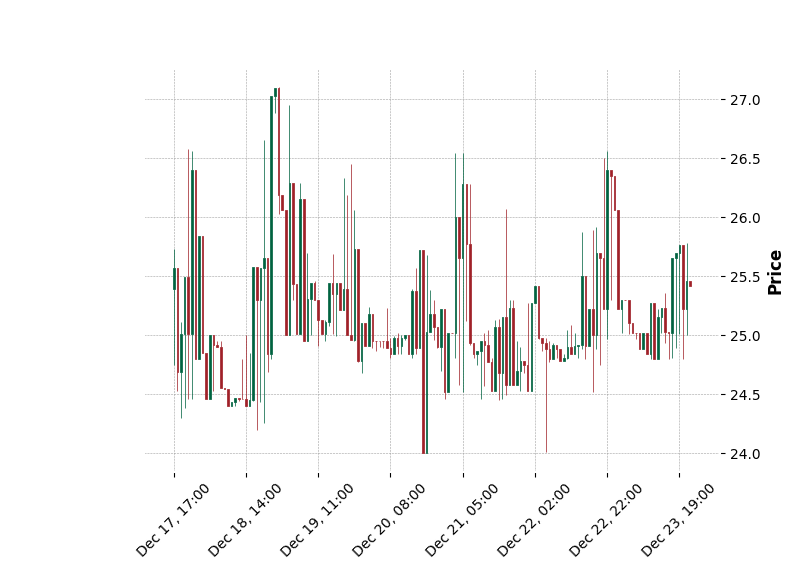 27.0
26.5
26.0
25.5
25.0
24.5
24.0
Price
Dec 17, 17:00
Dec 18, 14:00
Dec 19, 11:00
Dec 20, 08:00
Dec 21, 05:00
Dec 22, 02:00
Dec 22, 22:00
Dec 23, 19:00